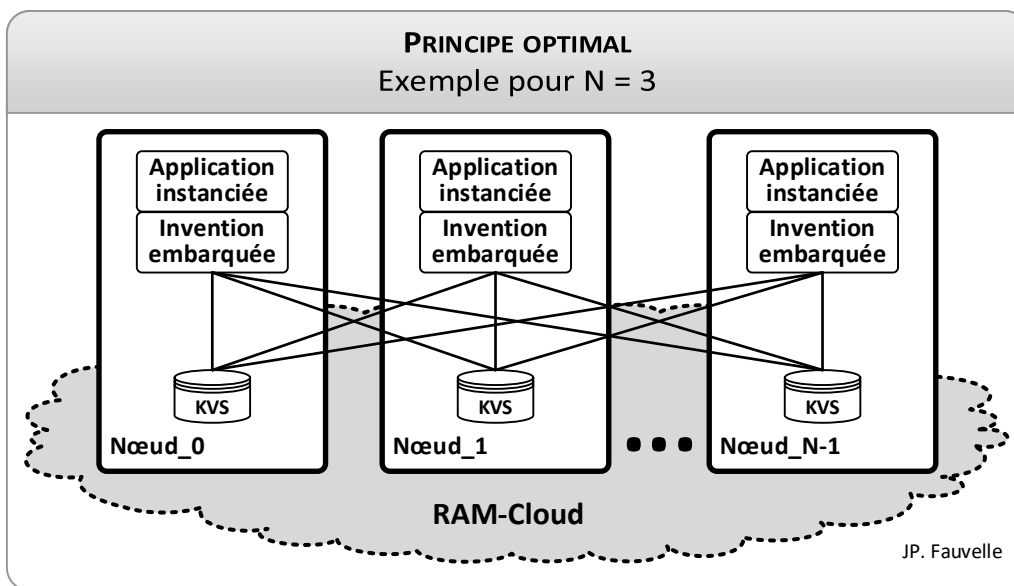 PRINCIPE OPTIMAL
Exemple pour N = 3
Application
instanciée
Invention
embarquée
KVS
Nœud_0
Application
instanciée
Invention
embarquée
KVS
Nœud_1
Application
instanciée
Invention
embarquée
KVS
Nœud_N-1
RAM-Cloud
JP. Fauvelle